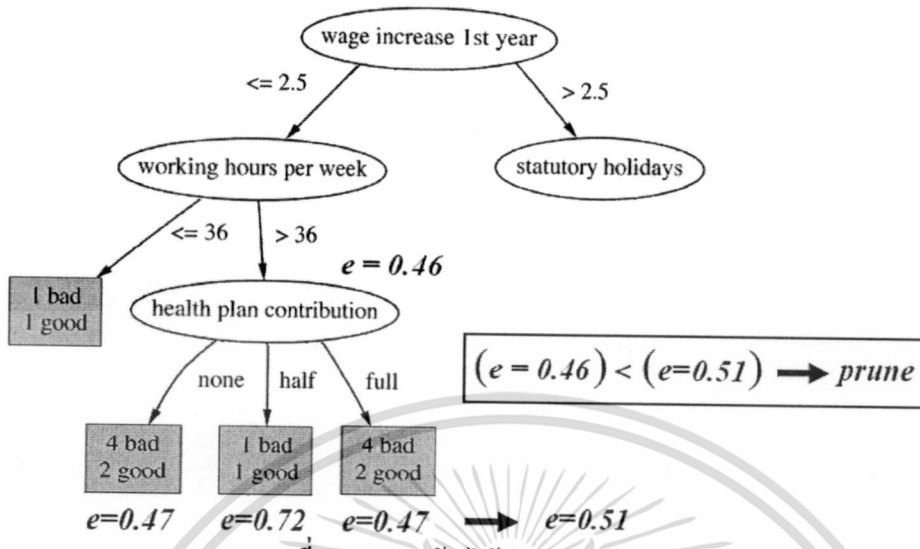 wage increase 1st year
<= 2.5
> 2.5
working hours per week
statutory holidays
<= 36
> 36
e = 0.46
1 bad
1 good
health plan contribution
(e = 0.46) < (e=0.51) → prune
none
half
full
4 bad
2 good
1 bad
1 good
4 bad
2 good
e=0.47
e=0.72
e=0.47
→ e=0.51